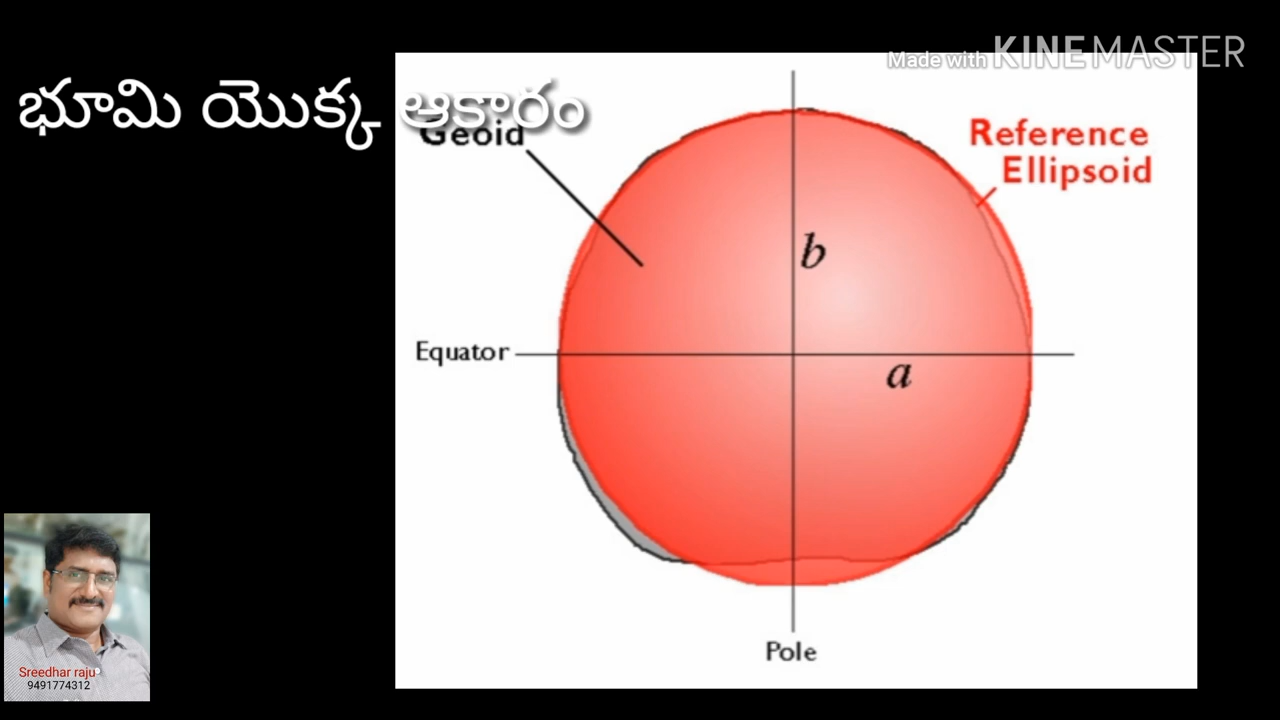 Made with KINEMASTER
భూమి యొక్క ఆకారం
Geoid
Reference
Ellipsoid
b
Equator
a
Pole
Sreedhar raju
9491774312